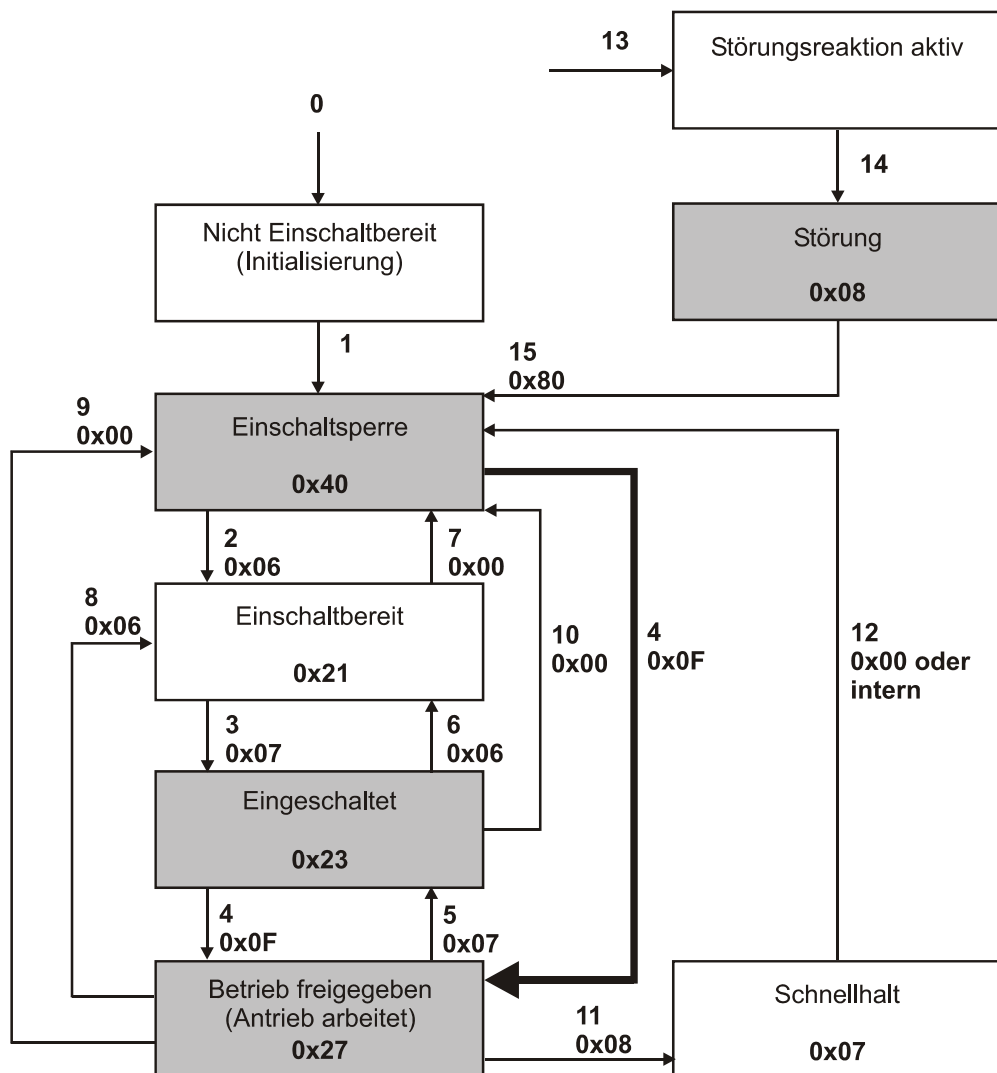 13
Störungsreaktion aktiv
0
14
Nicht Einschaltbereit
(Initialisierung)
Störung
0x08
1
15
0x80
9
0x00
Einschaltsperre
0x40
2
0x06
7
0x00
8
0x06
Einschaltbereit
0x21
10
0x00
4
0x0F
12
0x00 oder
intern
3
0x07
6
0x06
Eingeschaltet
0x23
4
0x0F
5
0x07
Betrieb freigegeben
(Antrieb arbeitet)
0x27
11
0x08
Schnellhalt
0x07